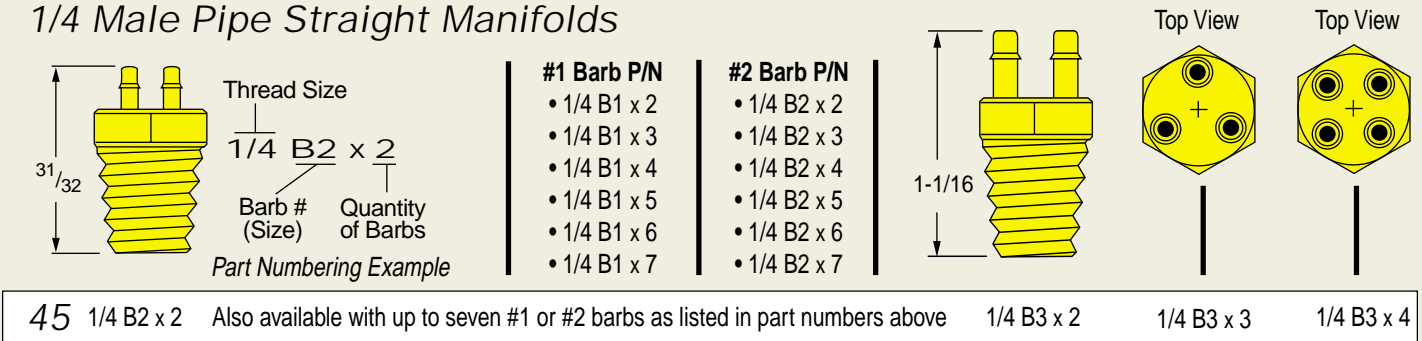 1/4 Male Pipe Straight Manifolds
31/32
Thread Size
1/4 B2 x 2
Barb #
(Size)
Quantity
of Barbs
Part Numbering Example
#1 Barb P/N
• 1/4 B1 x 2
• 1/4 B1 x 3
• 1/4 B1 x 4
• 1/4 B1 x 5
• 1/4 B1 x 6
• 1/4 B1 x 7
#2 Barb P/N
• 1/4 B2 x 2
• 1/4 B2 x 3
• 1/4 B2 x 4
• 1/4 B2 x 5
• 1/4 B2 x 6
• 1/4 B2 x 7
1-1/16
Top View
Top View
45 1/4 B2 x 2 Also available with up to seven #1 or #2 barbs as listed in part numbers above 1/4 B3 x 2 1/4 B3 x 3 1/4 B3 x 4